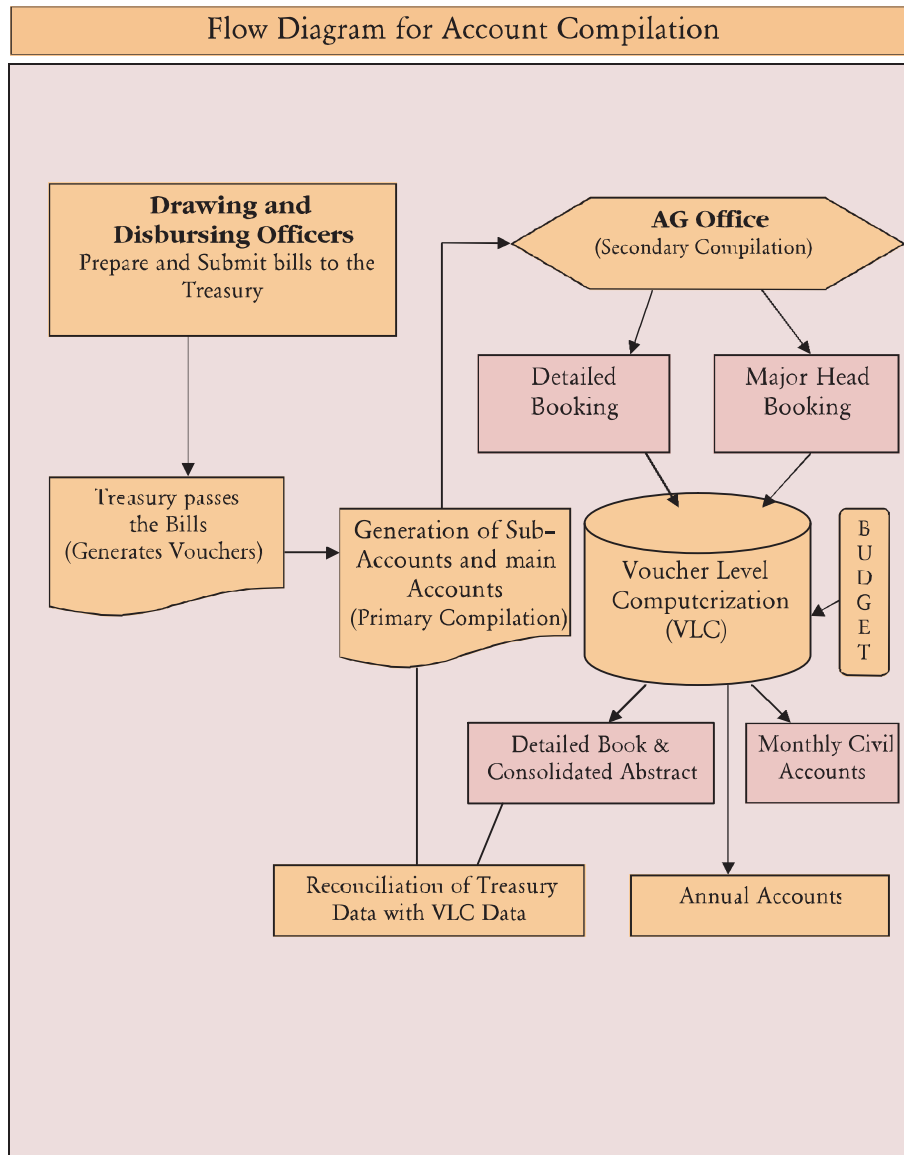 Flow Diagram for Account Compilation
Drawing and
Disbursing Officers
Prepare and Submit bills to the
Treasury
AG Office
(Secondary Compilation)
Detailed
Booking
Major Head
Booking
Treasury passes
the Bills
(Generates Vouchers)
Generation of Sub-
Accounts and main
Accounts
(Primary Compilation)
Voucher Level
Computerization
(VLC)
B
U
D
G
E
T
Detailed Book &
Consolidated Abstract
Monthly Civil
Accounts
Reconciliation of Treasury
Data with VLC Data
Annual Accounts